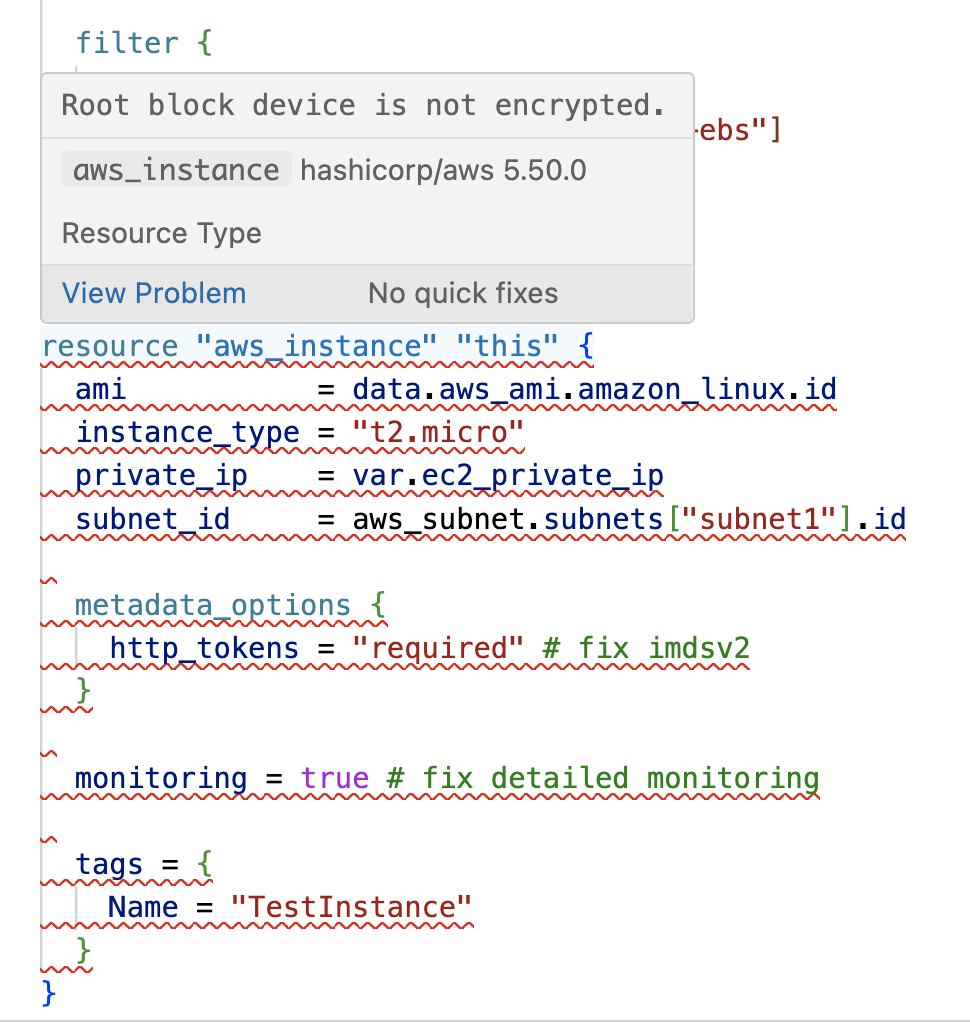 filter {
Root block device is not encrypted.
-ebs"]
aws_instance hashicorp/aws 5.50.0
Resource Type
View Problem No quick fixes
resource "aws_instance" "this" {
ami = data.aws_ami.amazon_linux.id
instance_type = "t2.micro"
private_ip = var.ec2_private_ip
subnet_id = aws_subnet.subnets["subnet1"].id
metadata_options {
http_tokens = "required" # fix imdsv2
}
monitoring = true # fix detailed monitoring
tags = {
Name = "TestInstance"
}
}